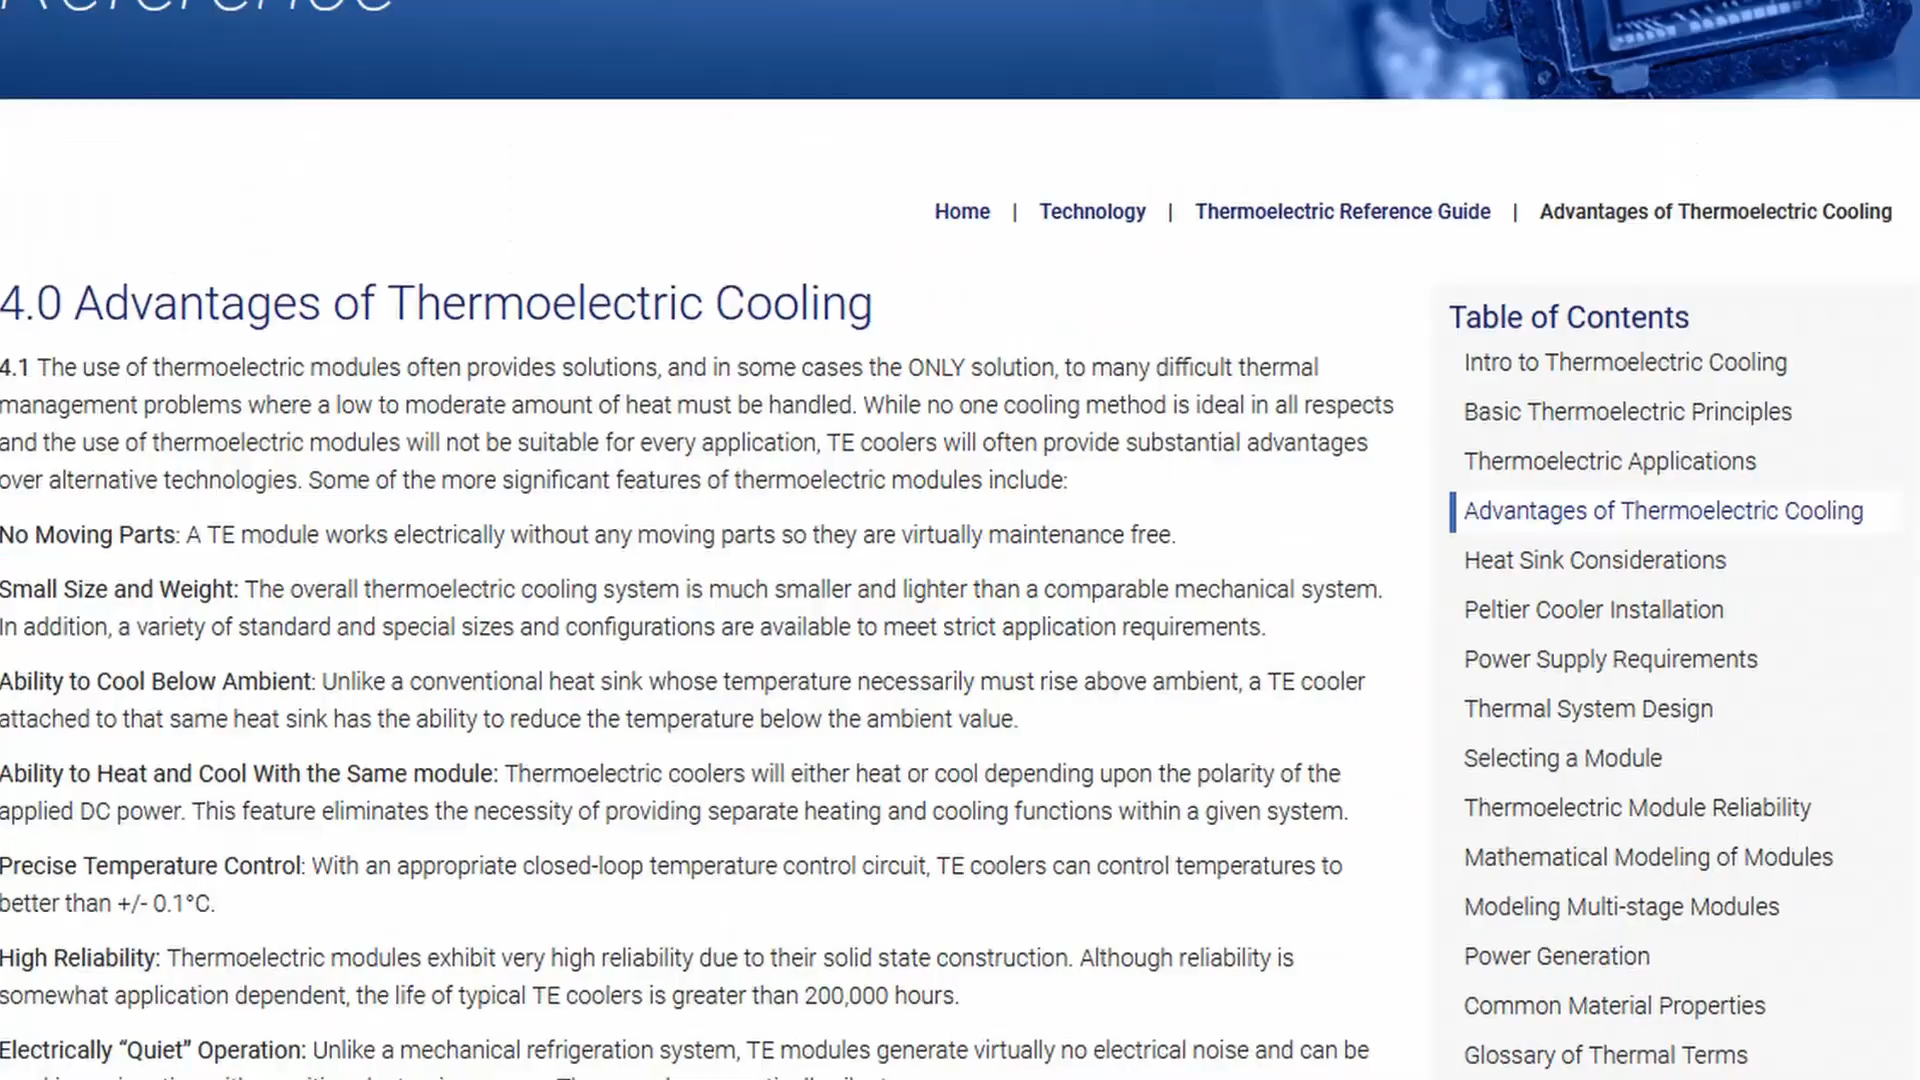 Reference
Home | Technology | Thermoelectric Reference Guide | Advantages of Thermoelectric Cooling
4.0 Advantages of Thermoelectric Cooling
4.1 The use of thermoelectric modules often provides solutions, and in some cases the ONLY solution, to many difficult thermal
management problems where a low to moderate amount of heat must be handled. While no one cooling method is ideal in all respects
and the use of thermoelectric modules will not be suitable for every application, TE coolers will often provide substantial advantages
over alternative technologies. Some of the more significant features of thermoelectric modules include:
No Moving Parts: A TE module works electrically without any moving parts so they are virtually maintenance free.
Small Size and Weight: The overall thermoelectric cooling system is much smaller and lighter than a comparable mechanical system.
In addition, a variety of standard and special sizes and configurations are available to meet strict application requirements.
Ability to Cool Below Ambient: Unlike a conventional heat sink whose temperature necessarily must rise above ambient, a TE cooler
attached to that same heat sink has the ability to reduce the temperature below the ambient value.
Ability to Heat and Cool With the Same module: Thermoelectric coolers will either heat or cool depending upon the polarity of the
applied DC power. This feature eliminates the necessity of providing separate heating and cooling functions within a given system.
Precise Temperature Control: With an appropriate closed-loop temperature control circuit, TE coolers can control temperatures to
better than +/- 0.1°C.
High Reliability: Thermoelectric modules exhibit very high reliability due to their solid state construction. Although reliability is
somewhat application dependent, the life of typical TE coolers is greater than 200,000 hours.
Electrically “Quiet” Operation: Unlike a mechanical refrigeration system, TE modules generate virtually no electrical noise and can be
Table of Contents
Intro to Thermoelectric Cooling
Basic Thermoelectric Principles
Thermoelectric Applications
Advantages of Thermoelectric Cooling
Heat Sink Considerations
Peltier Cooler Installation
Power Supply Requirements
Thermal System Design
Selecting a Module
Thermoelectric Module Reliability
Mathematical Modeling of Modules
Modeling Multi-stage Modules
Power Generation
Common Material Properties
Glossary of Thermal Terms